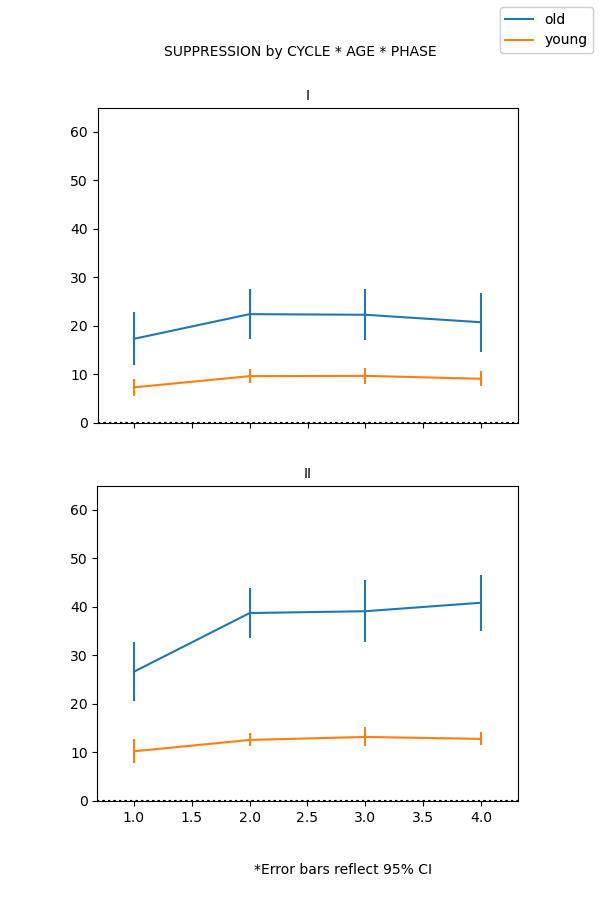 old
young
SUPPRESSION by CYCLE * AGE * PHASE
I
60
50
40
30
20
10
0
II
60
50
40
30
20
10
0
1.0 1.5 2.0 2.5 3.0 3.5 4.0
*Error bars reflect 95% CI